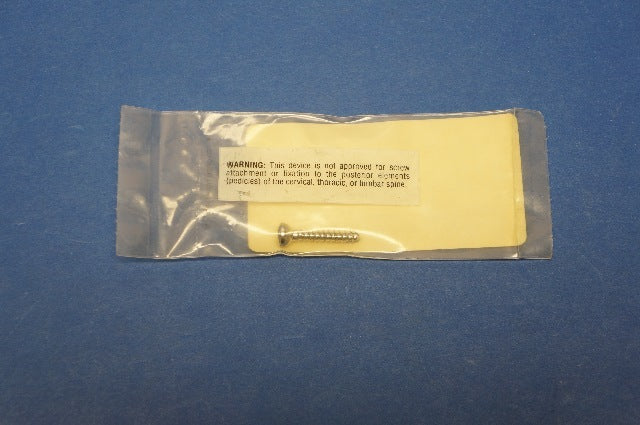 WARNING: This device is not approved for screw
attachment or fixation to the posterior elements
(pedicles) of the cervical, thoracic, or lumbar spine.